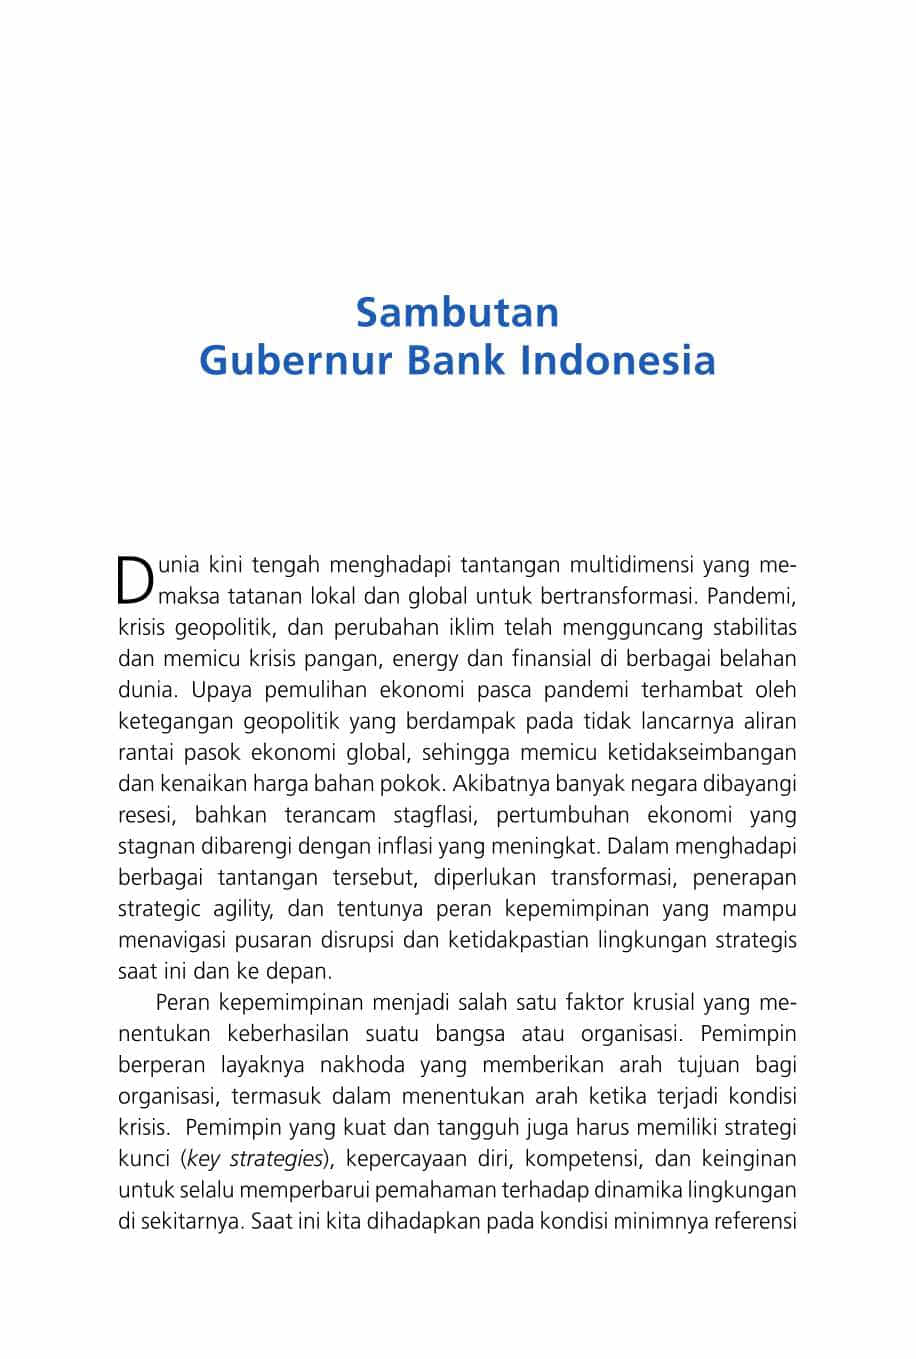 Sambutan
Gubernur Bank Indonesia
Dunia kini tengah menghadapi tantangan multidimensi yang me-
maksa tatanan lokal dan global untuk bertransformasi. Pandemi,
krisis geopolitik, dan perubahan iklim telah mengguncang stabilitas
dan memicu krisis pangan, energy dan finansial di berbagai belahan
dunia. Upaya pemulihan ekonomi pasca pandemi terhambat oleh
ketegangan geopolitik yang berdampak pada tidak lancarnya aliran
rantai pasok ekonomi global, sehingga memicu ketidakseimbangan
dan kenaikan harga bahan pokok. Akibatnya banyak negara dibayangi
resesi, bahkan terancam stagflasi, pertumbuhan ekonomi yang
stagnan dibarengi dengan inflasi yang meningkat. Dalam menghadapi
berbagai tantangan tersebut, diperlukan transformasi, penerapan
strategic agility, dan tentunya peran kepemimpinan yang mampu
menavigasi pusaran disrupsi dan ketidakpastian lingkungan strategis
saat ini dan ke depan.
Peran kepemimpinan menjadi salah satu faktor krusial yang me-
nentukan keberhasilan suatu bangsa atau organisasi. Pemimpin
berperan layaknya nakhoda yang memberikan arah tujuan bagi
organisasi, termasuk dalam menentukan arah ketika terjadi kondisi
krisis. Pemimpin yang kuat dan tangguh juga harus memiliki strategi
kunci (key strategies), kepercayaan diri, kompetensi, dan keinginan
untuk selalu memperbarui pemahaman terhadap dinamika lingkungan
di sekitarnya. Saat ini kita dihadapkan pada kondisi minimnya referensi